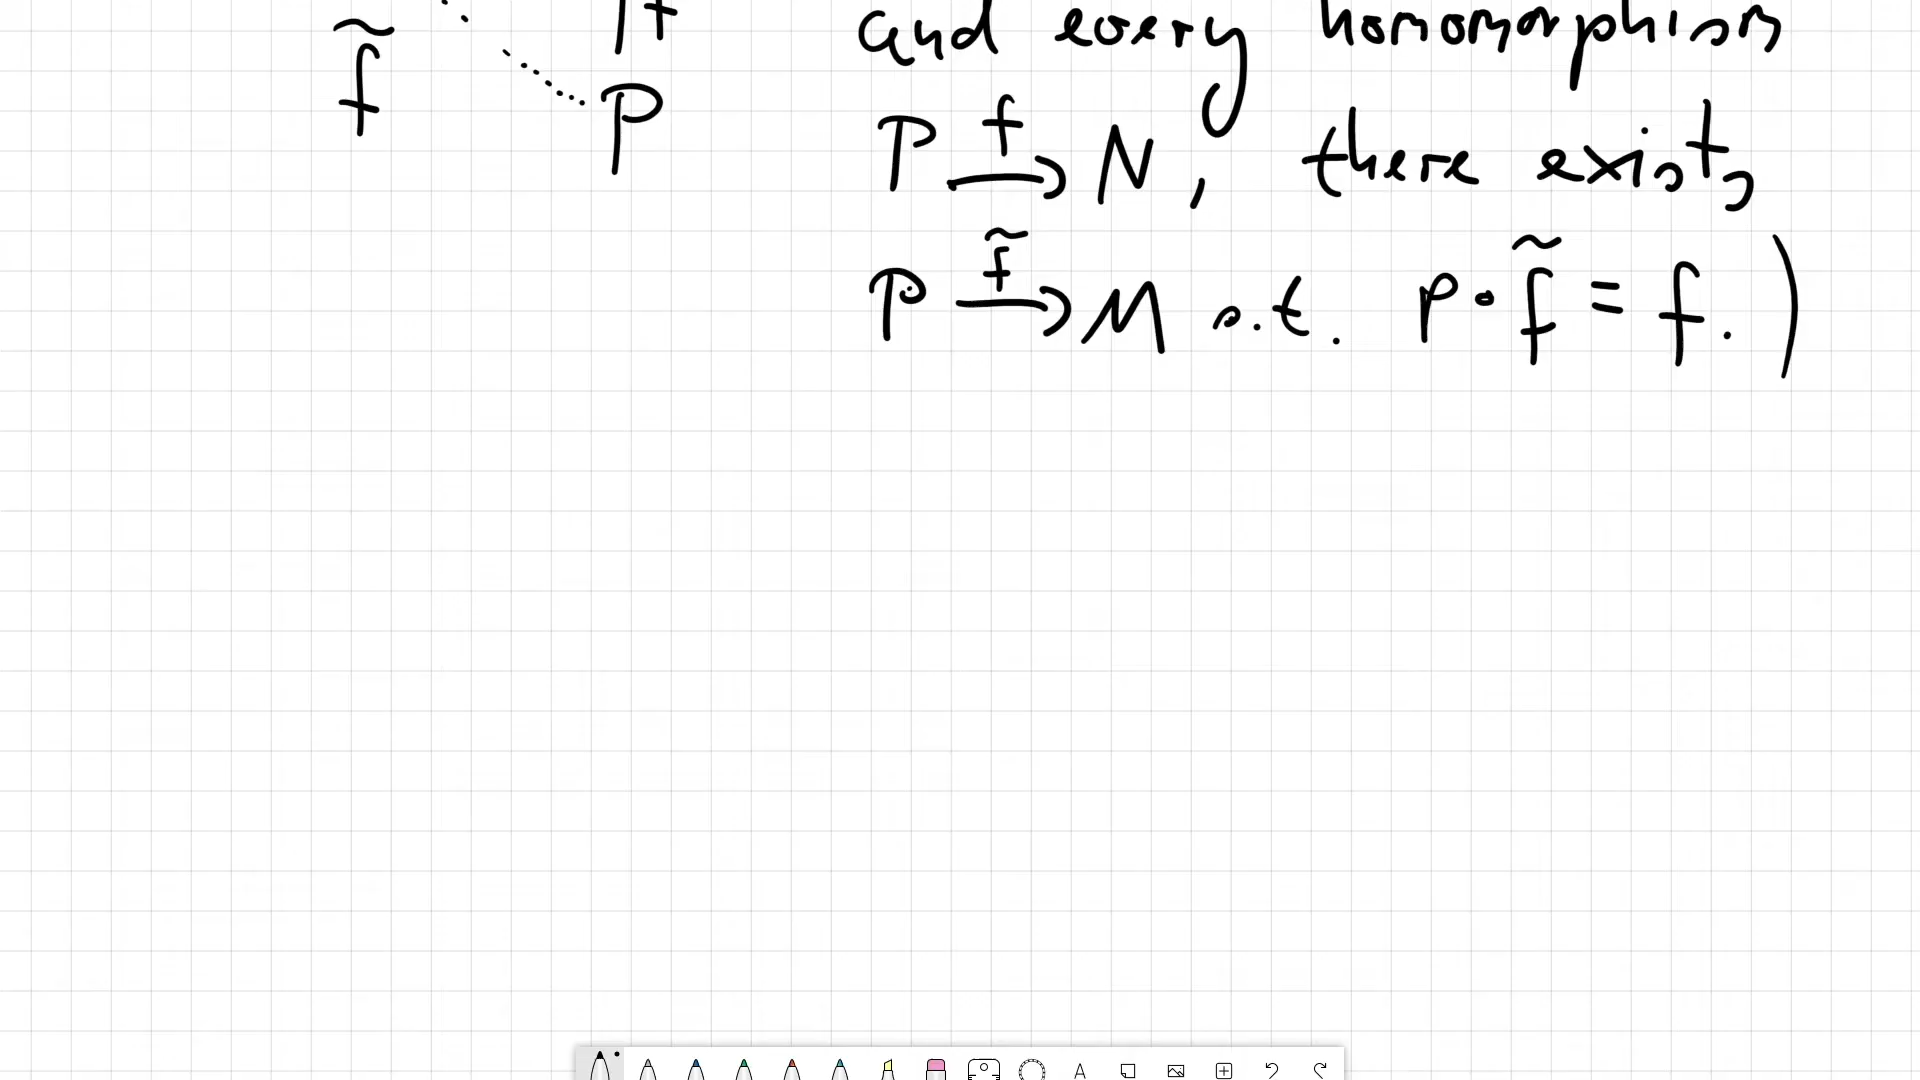 and every homomorphism
f̃ P
P —f→ N, there exists
P —f̃→ M s.t. p∘f̃ = f. )